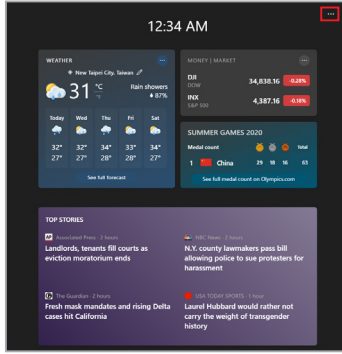 12:34 AM
WEATHER
New Taipei City, Taiwan
31 °C
Rain showers
87%
Today Wed Thu Fri Sat
32° 32° 34° 33° 34°
27° 27° 28° 28° 27°
See full forecast
MONEY | MARKET
DJI
DOW
34,838.16 -0.28%
INX
S&P 500
4,387.16 -0.18%
SUMMER GAMES 2020
Medal count Total
1 China 29 18 16 63
See full medal count on Olympics.com
TOP STORIES
Associated Press · 7 hours
Landlords, tenants fill courts as
eviction moratorium ends
NBC News · 2 hours
N.Y. county lawmakers pass bill
allowing police to sue protesters for
harassment
The Guardian · 2 hours
Fresh mask mandates and rising Delta
cases hit California
USA TODAY SPORTS · 1 hour
Laurel Hubbard would rather not
carry the weight of transgender
history